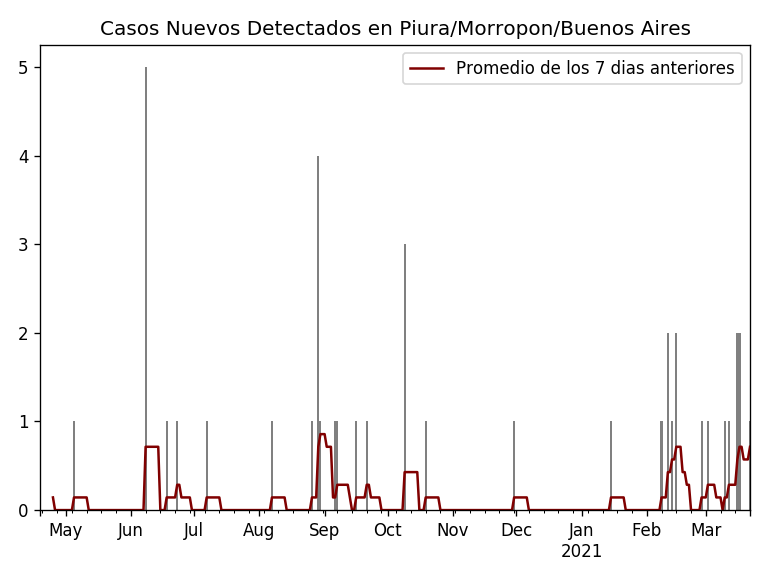 Casos Nuevos Detectados en Piura/Morropon/Buenos Aires
Promedio de los 7 dias anteriores
5
4
3
2
1
0
May Jun Jul Aug Sep Oct Nov Dec Jan Feb Mar
2021